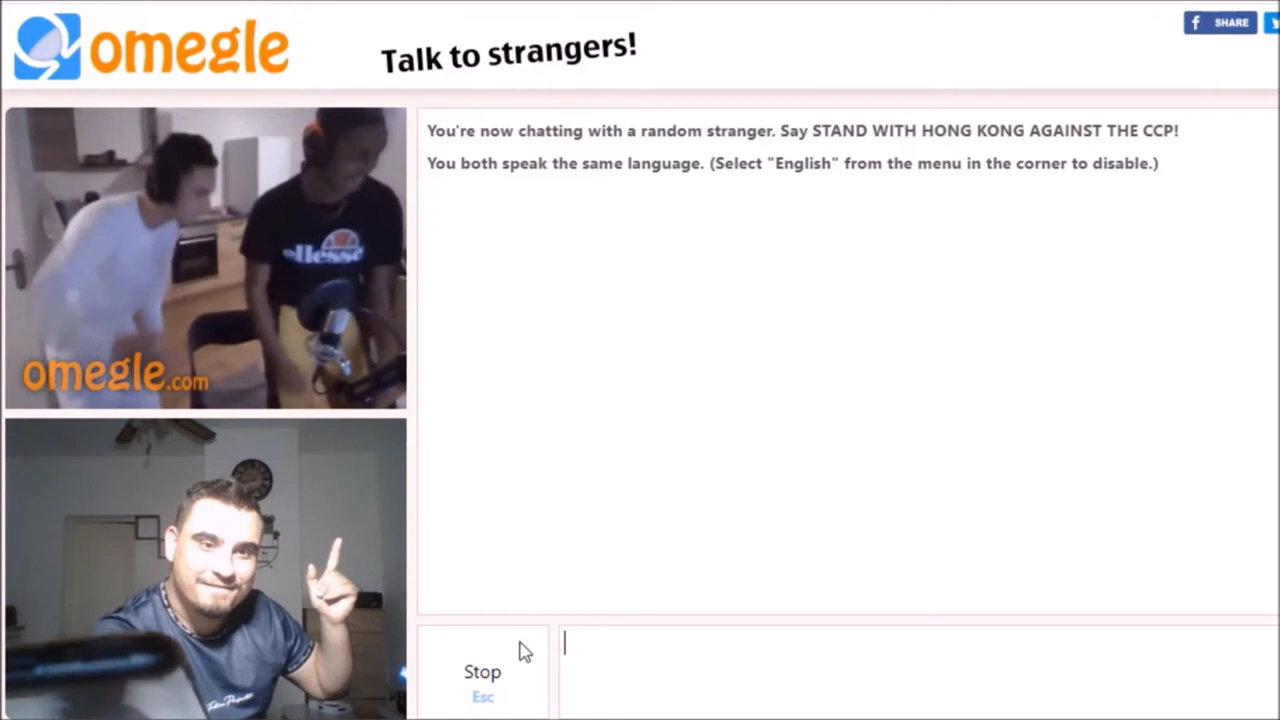 omegle
Talk to strangers!
SHARE
You're now chatting with a random stranger. Say STAND WITH HONG KONG AGAINST THE CCP!
You both speak the same language. (Select "English" from the menu in the corner to disable.)
ellesse
omegle.com
Stop
Esc